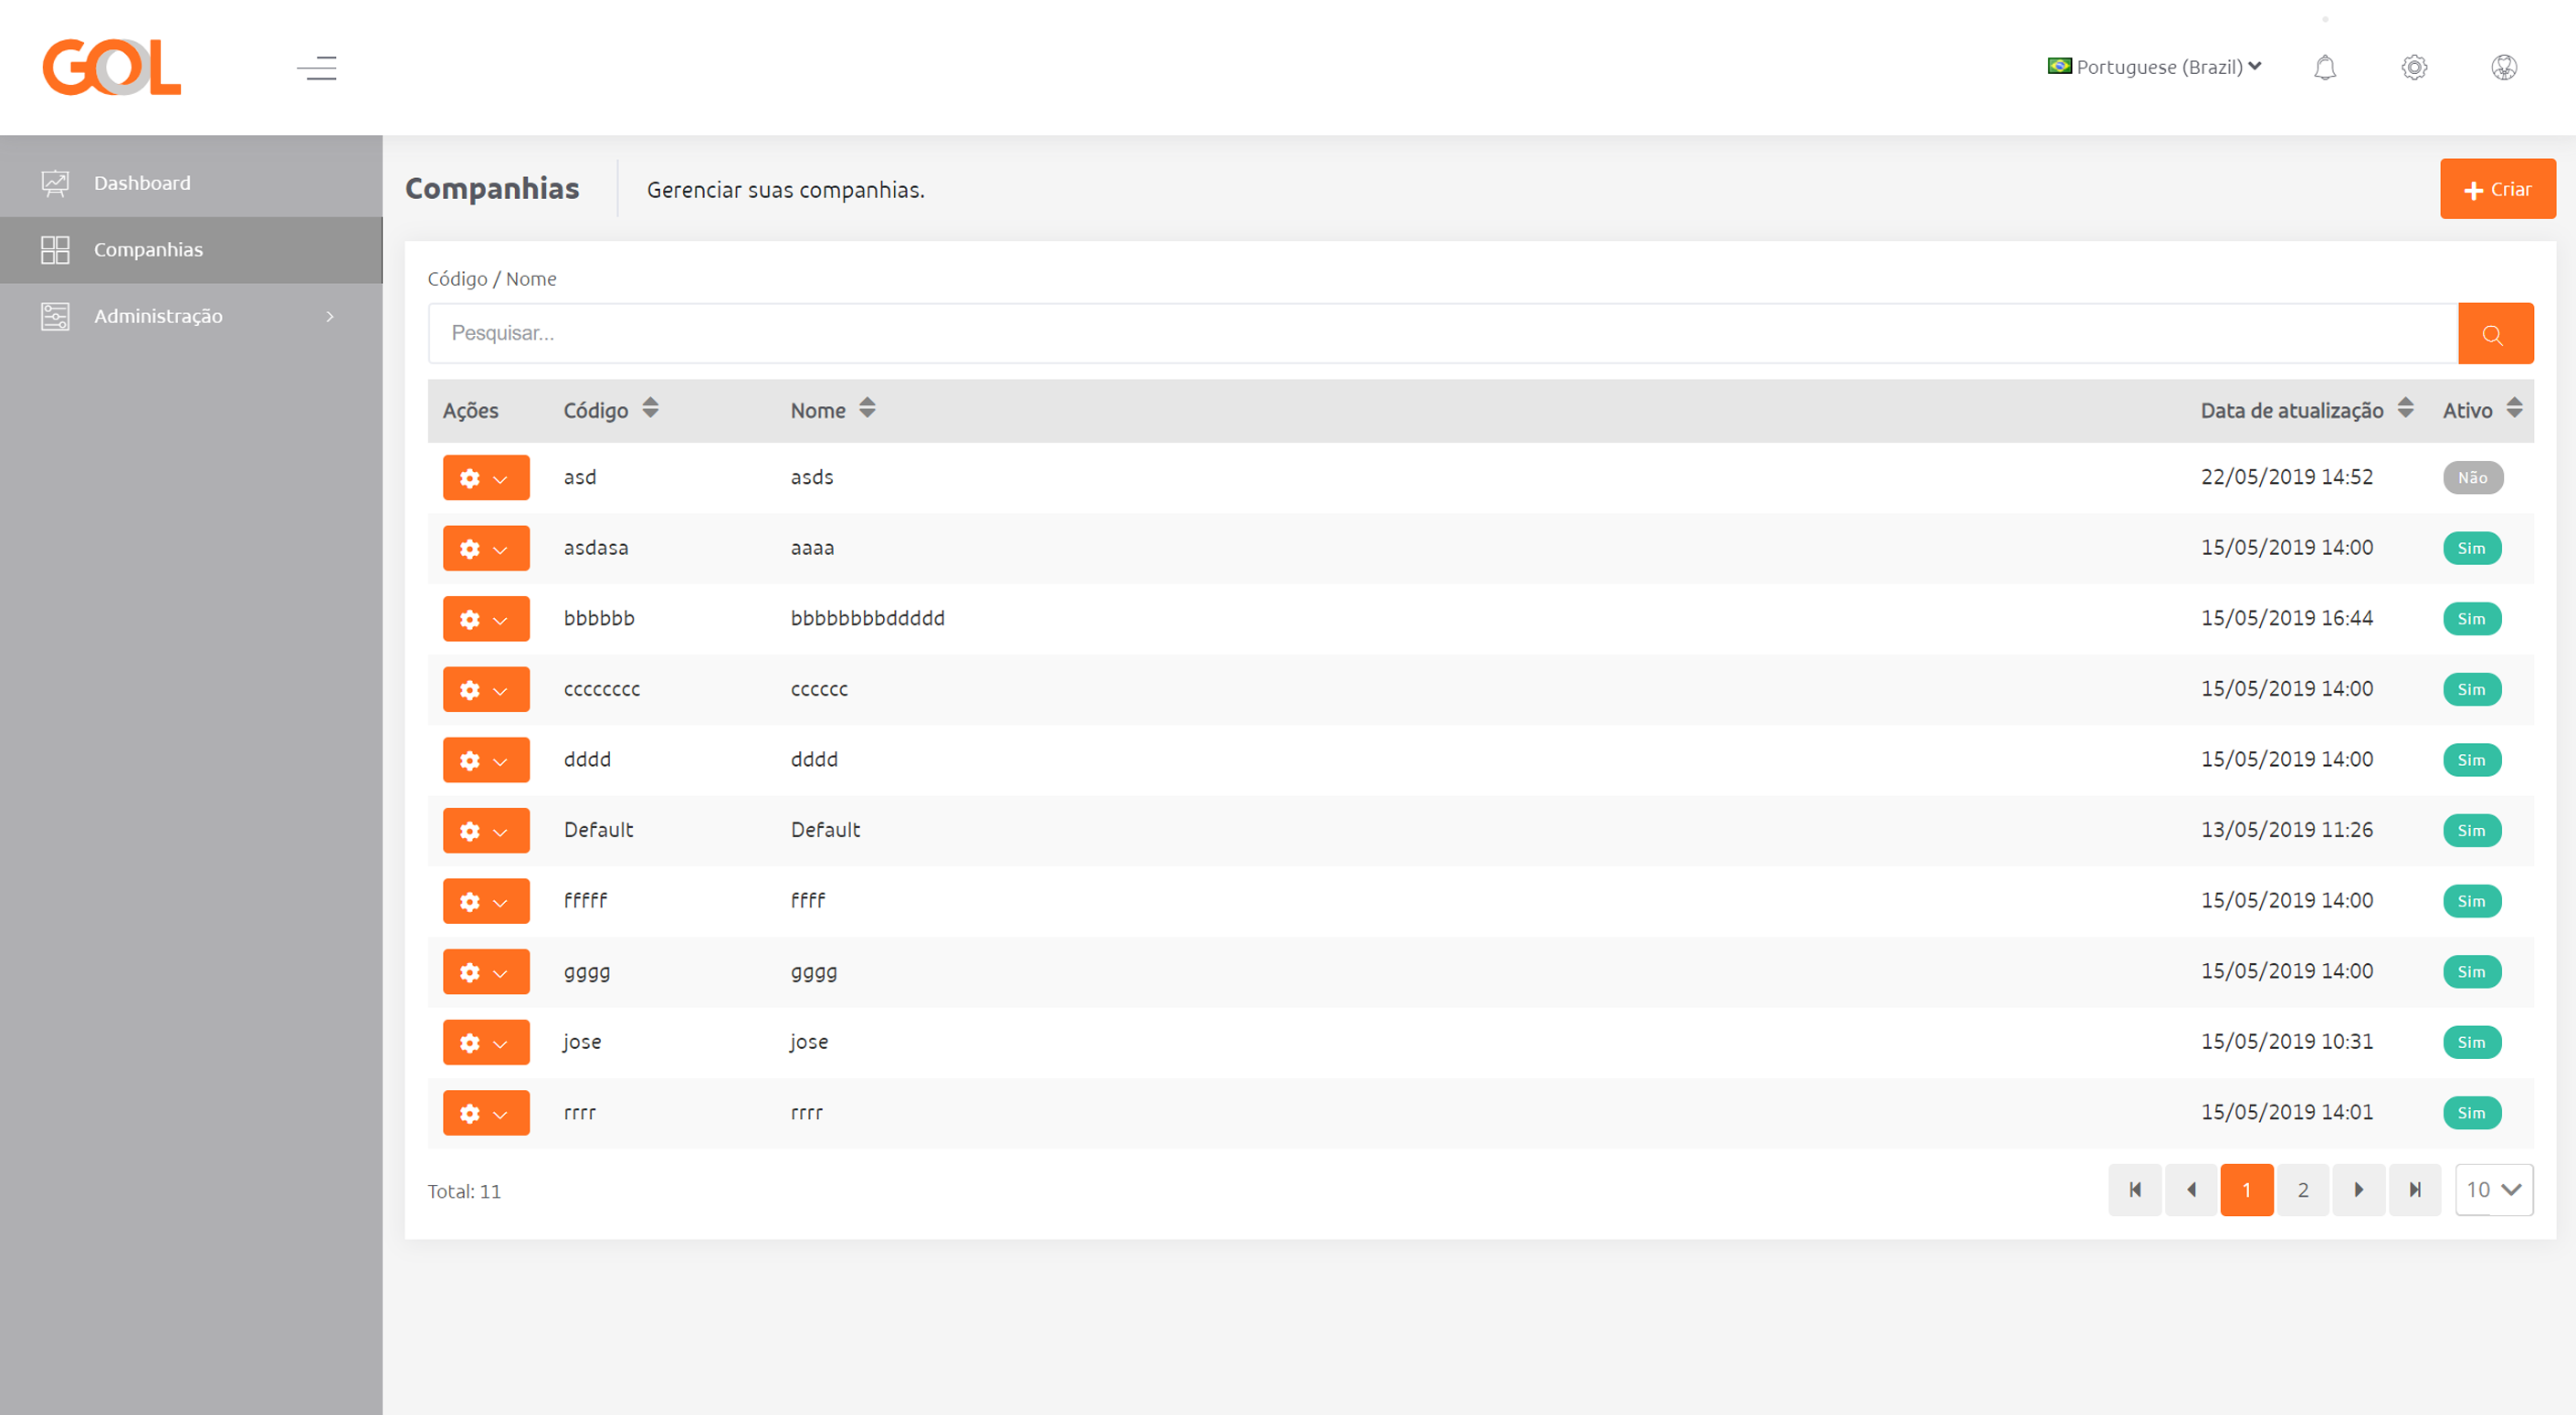 GOL
Portuguese (Brazil)
Dashboard
Companhias
Administração
Companhias
Gerenciar suas companhias.
Criar
Código / Nome
Pesquisar...
Ações Código Nome Data de atualização Ativo
asd asds 22/05/2019 14:52 Não
asdasa aaaa 15/05/2019 14:00 Sim
bbbbbb bbbbbbbbddddd 15/05/2019 16:44 Sim
cccccccc cccccc 15/05/2019 14:00 Sim
dddd dddd 15/05/2019 14:00 Sim
Default Default 13/05/2019 11:26 Sim
fffff ffff 15/05/2019 14:00 Sim
gggg gggg 15/05/2019 14:00 Sim
jose jose 15/05/2019 10:31 Sim
rrrr rrrr 15/05/2019 14:01 Sim
Total: 11
1 2 10